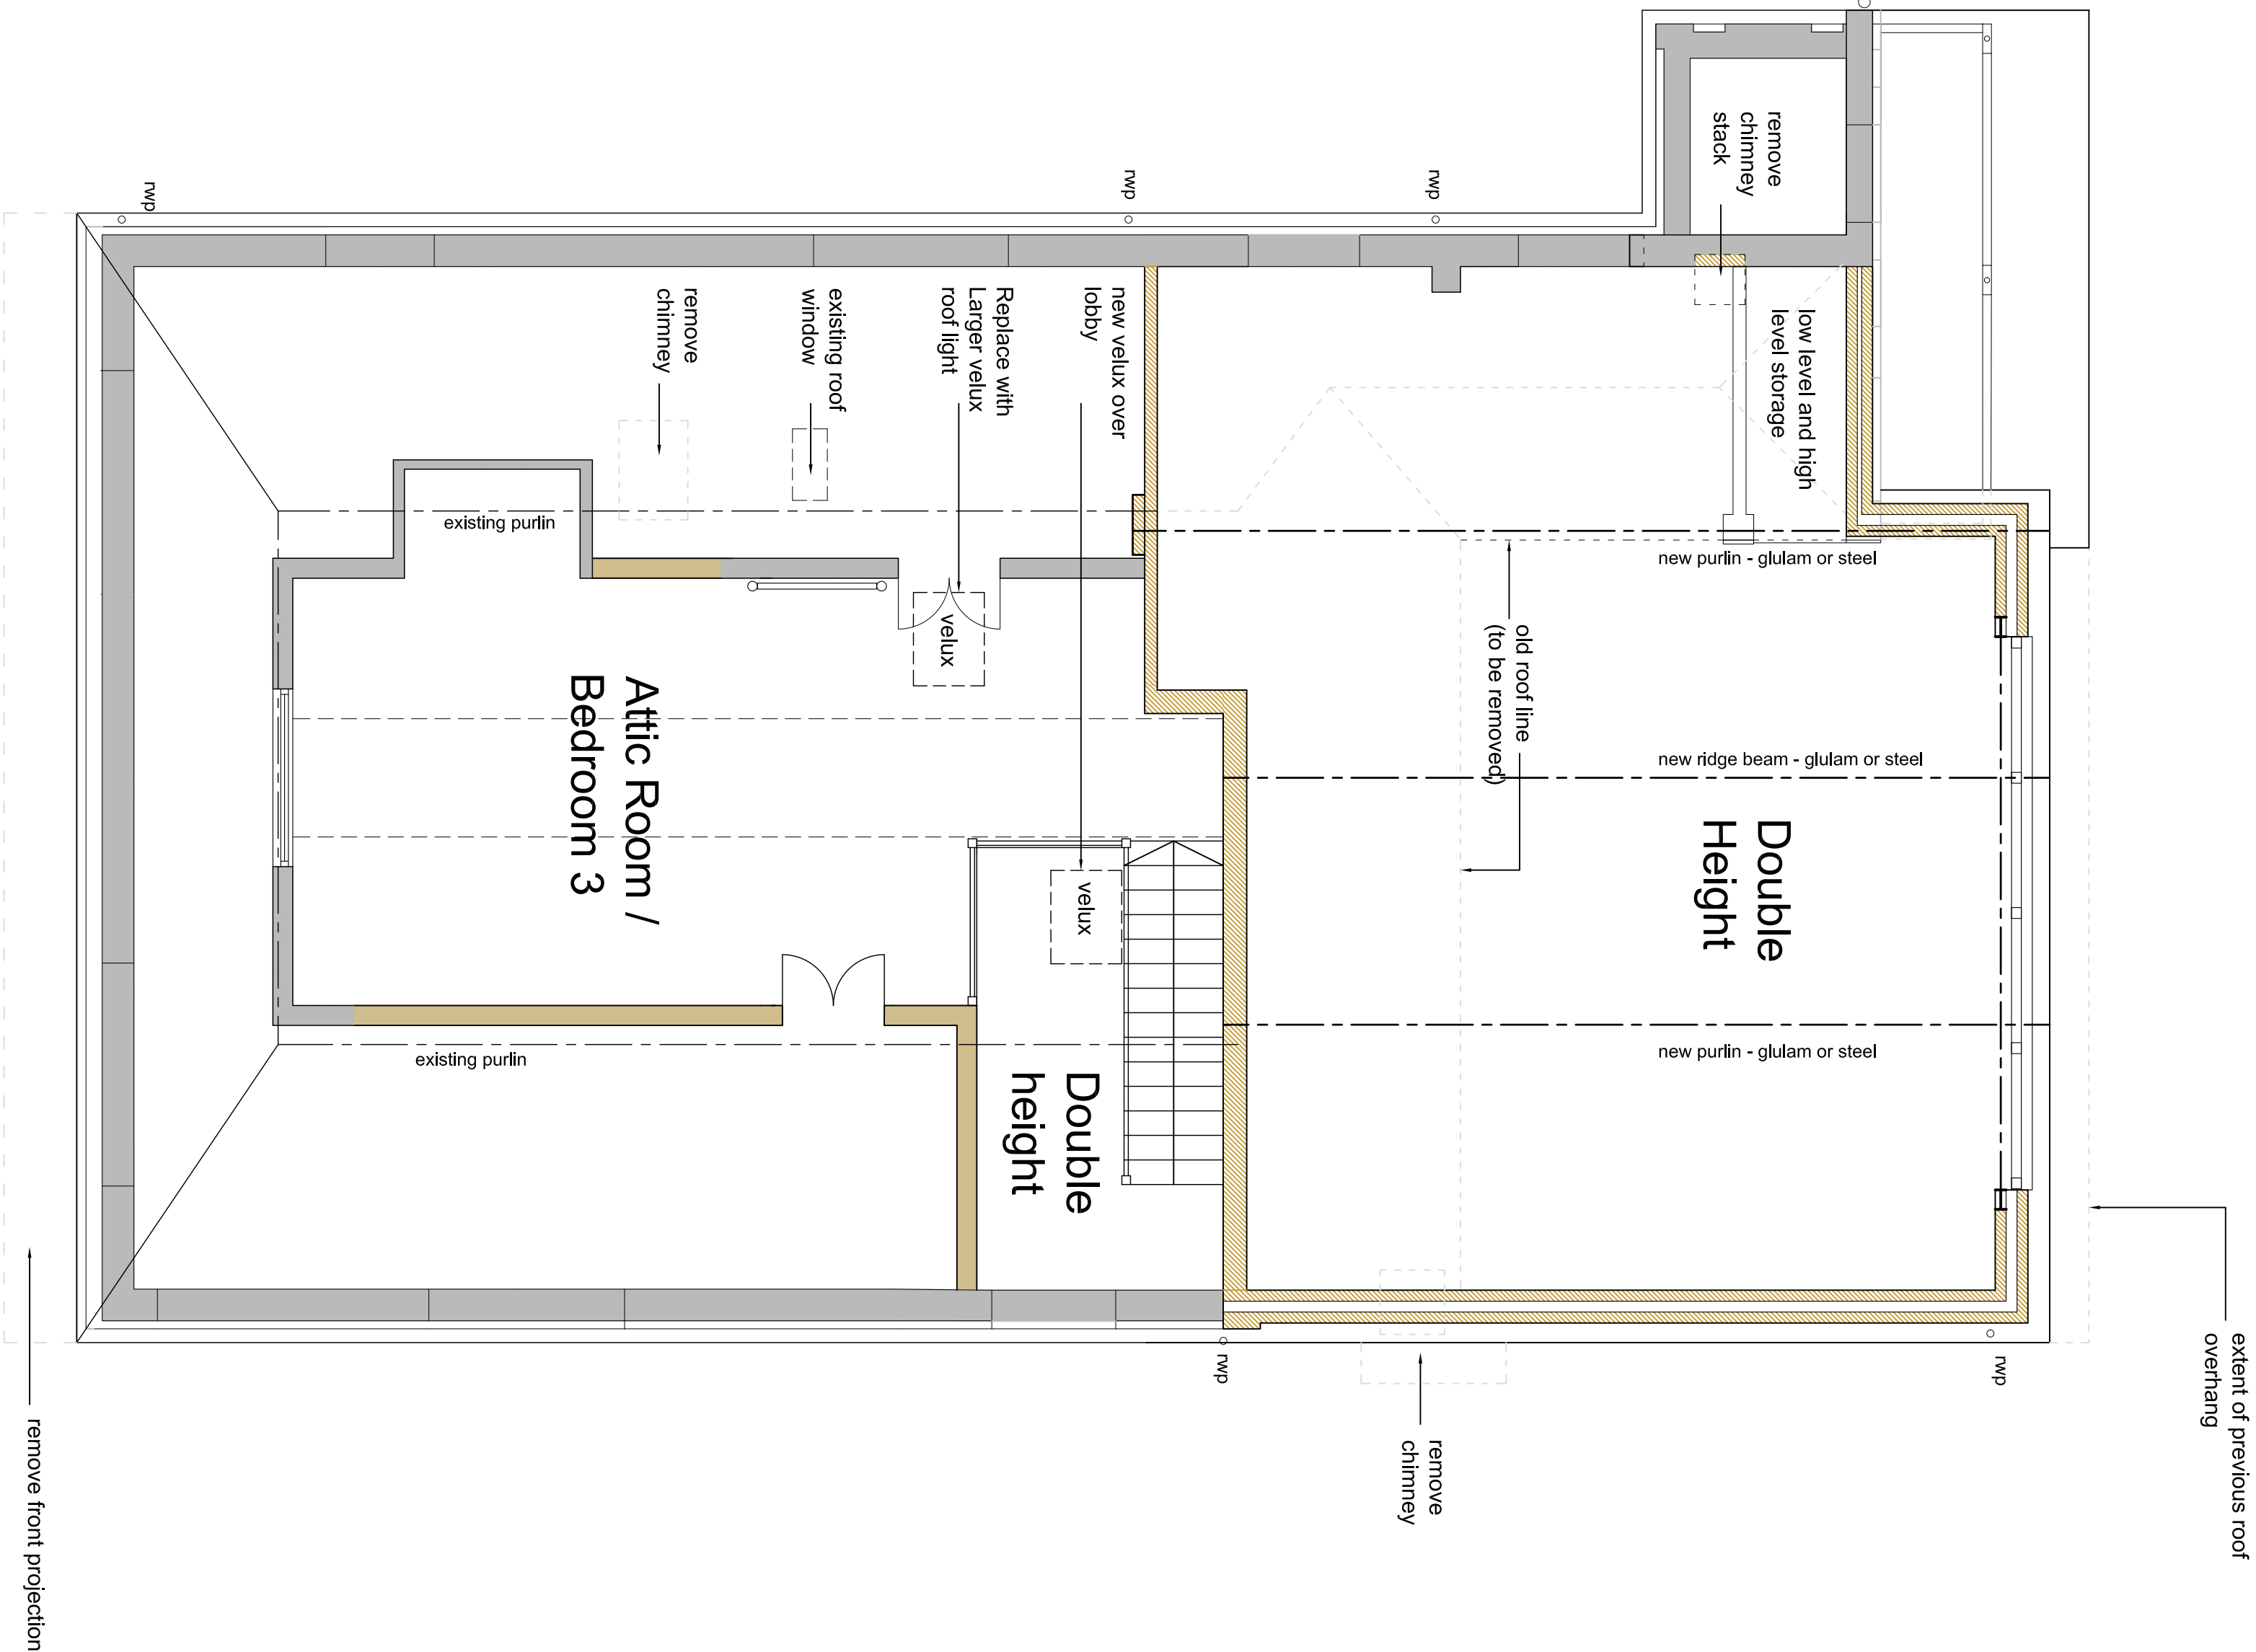 remove
chimney
stack
rwp
rwp
rwp
low level and high
level storage
new velux over
lobby
Replace with
Larger velux
roof light
existing roof
window
remove
chimney
existing purlin
new purlin - glulam or steel
velux
old roof line
(to be removed)
Attic Room /
Bedroom 3
new ridge beam - glulam or steel
Double
Height
velux
existing purlin
new purlin - glulam or steel
Double
height
rwp
rwp
extent of previous roof
overhang
remove
chimney
remove front projection